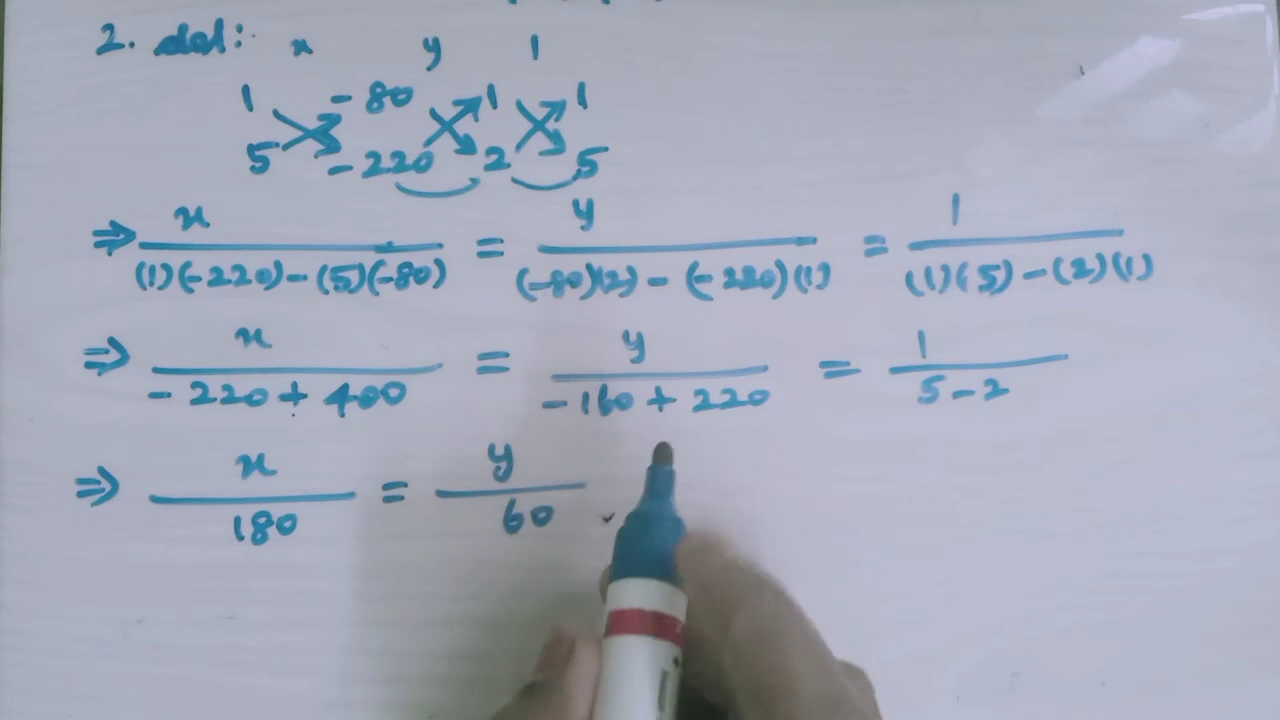 2. Sol:- x y 1
1 -80 1 1
5 -220 2 5
⇒ x/((1)(-220)-(5)(-80)) = y/((-80)(2)-(-220)(1)) = 1/((1)(5)-(2)(1))
⇒ x/(-220+400) = y/(-160+220) = 1/(5-2)
⇒ x/180 = y/60